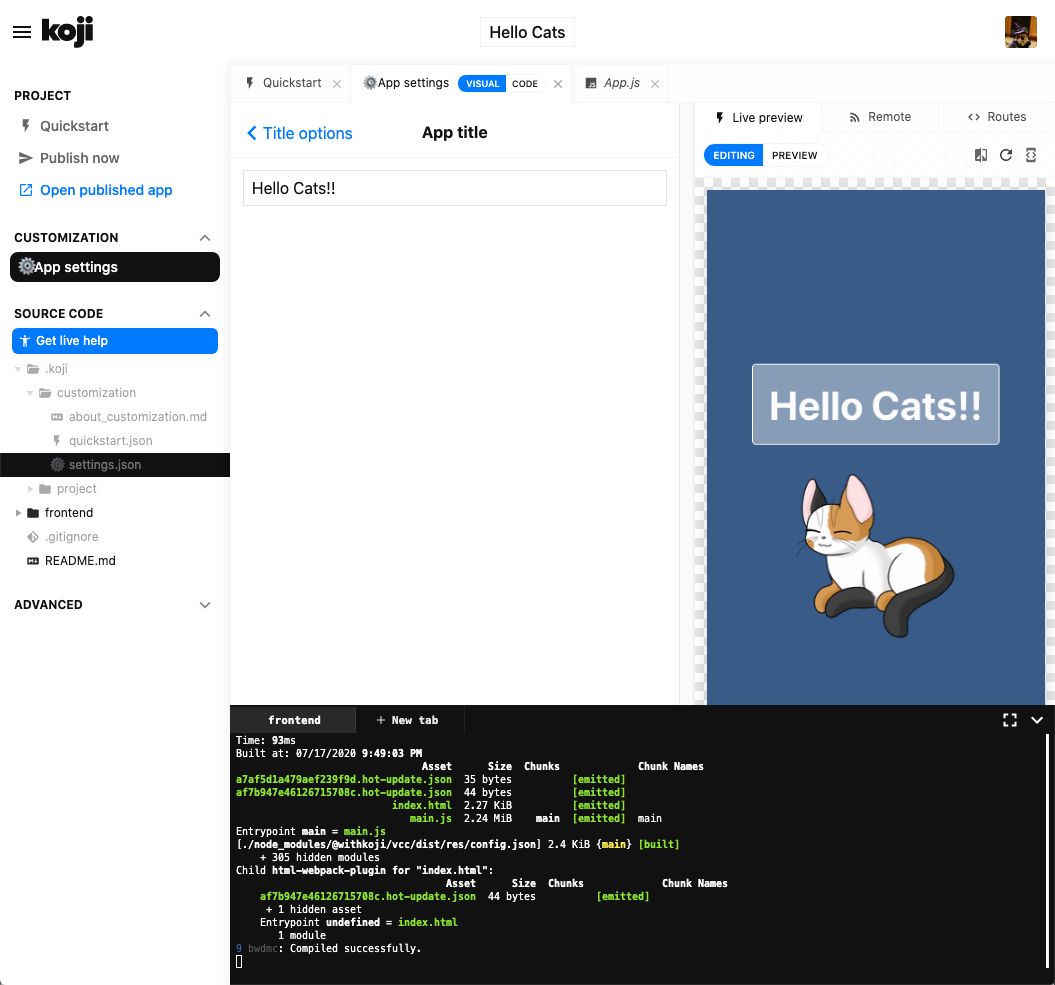 koji
Hello Cats
PROJECT
Quickstart
Publish now
Open published app
CUSTOMIZATION
App settings
SOURCE CODE
Get live help
.koji
customization
about_customization.md
quickstart.json
settings.json
project
frontend
.gitignore
README.md
ADVANCED
Quickstart
App settings VISUAL CODE
App.js
Title options App title
Hello Cats!!
Live preview Remote Routes
EDITING PREVIEW
Hello Cats!!
frontend + New tab
Time: 93ms
Built at: 07/17/2020 9:49:03 PM
Asset Size Chunks Chunk Names
a7af5d1a479aef239f9d.hot-update.json 35 bytes [emitted]
af7b947e46126715708c.hot-update.json 44 bytes [emitted]
index.html 2.27 KiB [emitted]
main.js 2.24 MiB main [emitted] main
Entrypoint main = main.js
[./node_modules/@withkoji/vcc/dist/res/config.json] 2.4 KiB {main} [built]
+ 305 hidden modules
Child html-webpack-plugin for "index.html":
Asset Size Chunks Chunk Names
af7b947e46126715708c.hot-update.json 44 bytes [emitted]
+ 1 hidden asset
Entrypoint undefined = index.html
1 module
9 bwdmc: Compiled successfully.